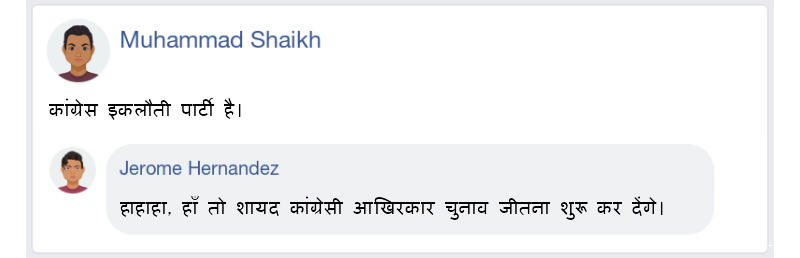 Muhammad Shaikh
कांग्रेस इकलौती पार्टी है।
Jerome Hernandez
हाहाहा, हाँ तो शायद कांग्रेसी आखिरकार चुनाव जीतना शुरू कर देंगे।